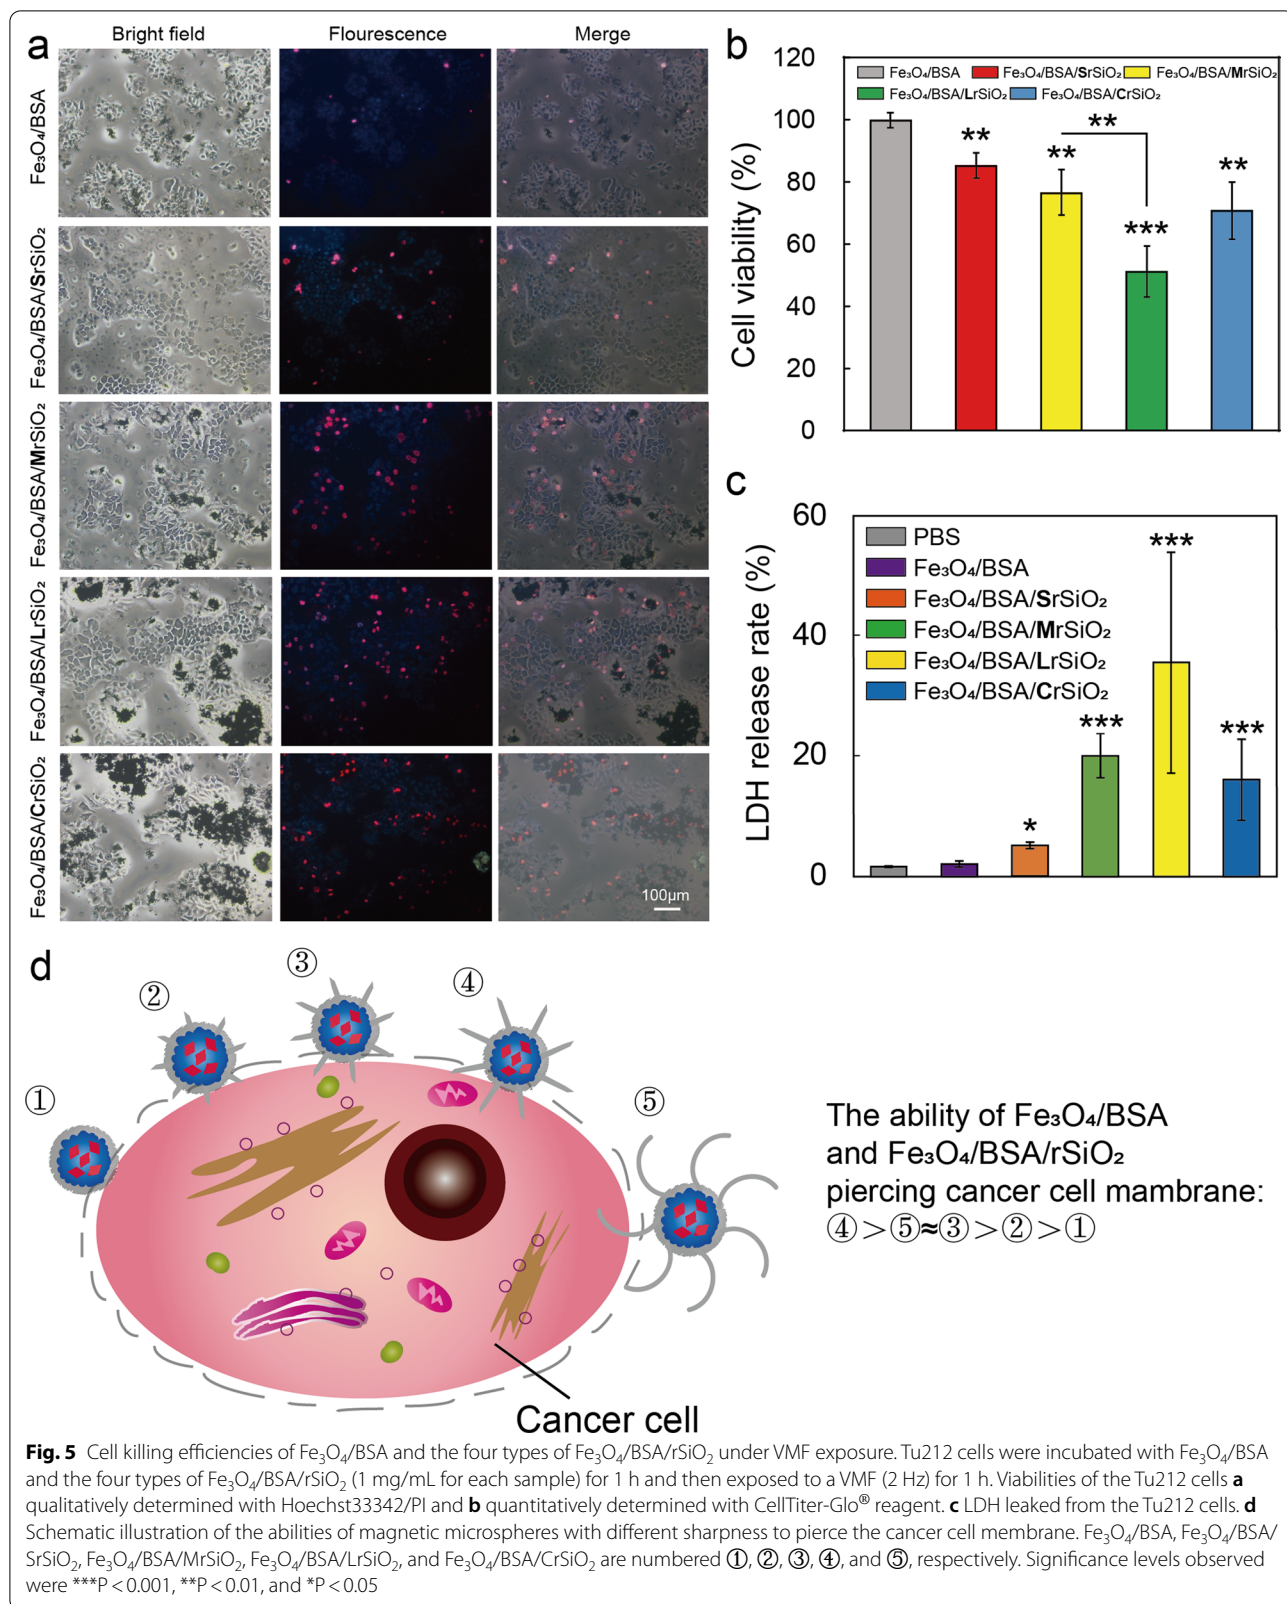 a
Bright field
Flourescence
Merge
Fe₃O₄/BSA
Fe₃O₄/BSA/SrSiO₂
Fe₃O₄/BSA/MrSiO₂
Fe₃O₄/BSA/LrSiO₂
Fe₃O₄/BSA/CrSiO₂
100µm
b
Cell viability (%)
120
100
80
60
40
20
0
Fe₃O₄/BSA
Fe₃O₄/BSA/SrSiO₂
Fe₃O₄/BSA/MrSiO₂
Fe₃O₄/BSA/LrSiO₂
Fe₃O₄/BSA/CrSiO₂
**
**
**
***
**
c
LDH release rate (%)
60
40
20
0
PBS
Fe₃O₄/BSA
Fe₃O₄/BSA/SrSiO₂
Fe₃O₄/BSA/MrSiO₂
Fe₃O₄/BSA/LrSiO₂
Fe₃O₄/BSA/CrSiO₂
*
***
***
***
d
①
②
③
④
⑤
Cancer cell
The ability of Fe₃O₄/BSA
and Fe₃O₄/BSA/rSiO₂
piercing cancer cell mambrane:
④>⑤≈③>②>①
Fig. 5 Cell killing efficiencies of Fe₃O₄/BSA and the four types of Fe₃O₄/BSA/rSiO₂ under VMF exposure. Tu212 cells were incubated with Fe₃O₄/BSA
and the four types of Fe₃O₄/BSA/rSiO₂ (1 mg/mL for each sample) for 1 h and then exposed to a VMF (2 Hz) for 1 h. Viabilities of the Tu212 cells a
qualitatively determined with Hoechst33342/PI and b quantitatively determined with CellTiter-Glo® reagent. c LDH leaked from the Tu212 cells. d
Schematic illustration of the abilities of magnetic microspheres with different sharpness to pierce the cancer cell membrane. Fe₃O₄/BSA, Fe₃O₄/BSA/
SrSiO₂, Fe₃O₄/BSA/MrSiO₂, Fe₃O₄/BSA/LrSiO₂, and Fe₃O₄/BSA/CrSiO₂ are numbered ①, ②, ③, ④, and ⑤, respectively. Significance levels observed
were ***P < 0.001, **P < 0.01, and *P < 0.05